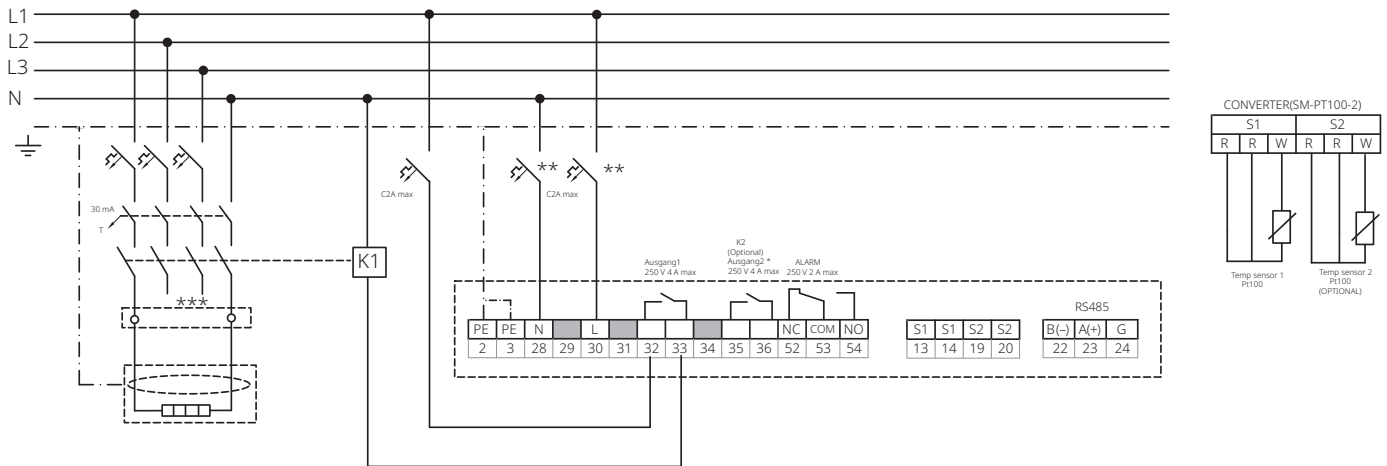 L1
L2
L3
N
CONVERTER(SM-PT100-2)
S1 S2
R R W R R W
30 mA
T
C2A max
**
C2A max
**
K1
Temp sensor 1
Pt100
Temp sensor 2
Pt100
(OPTIONAL)
Ausgang1
250 V 4 A max
K2
(Optional)
Ausgang2 *
250 V 4 A max
ALARM
250 V 2 A max
***
RS485
PE PE N L NC COM NO
2 3 28 29 30 31 32 33 34 35 36 52 53 54
S1 S1 S2 S2
13 14 19 20
B(–) A(+) G
22 23 24